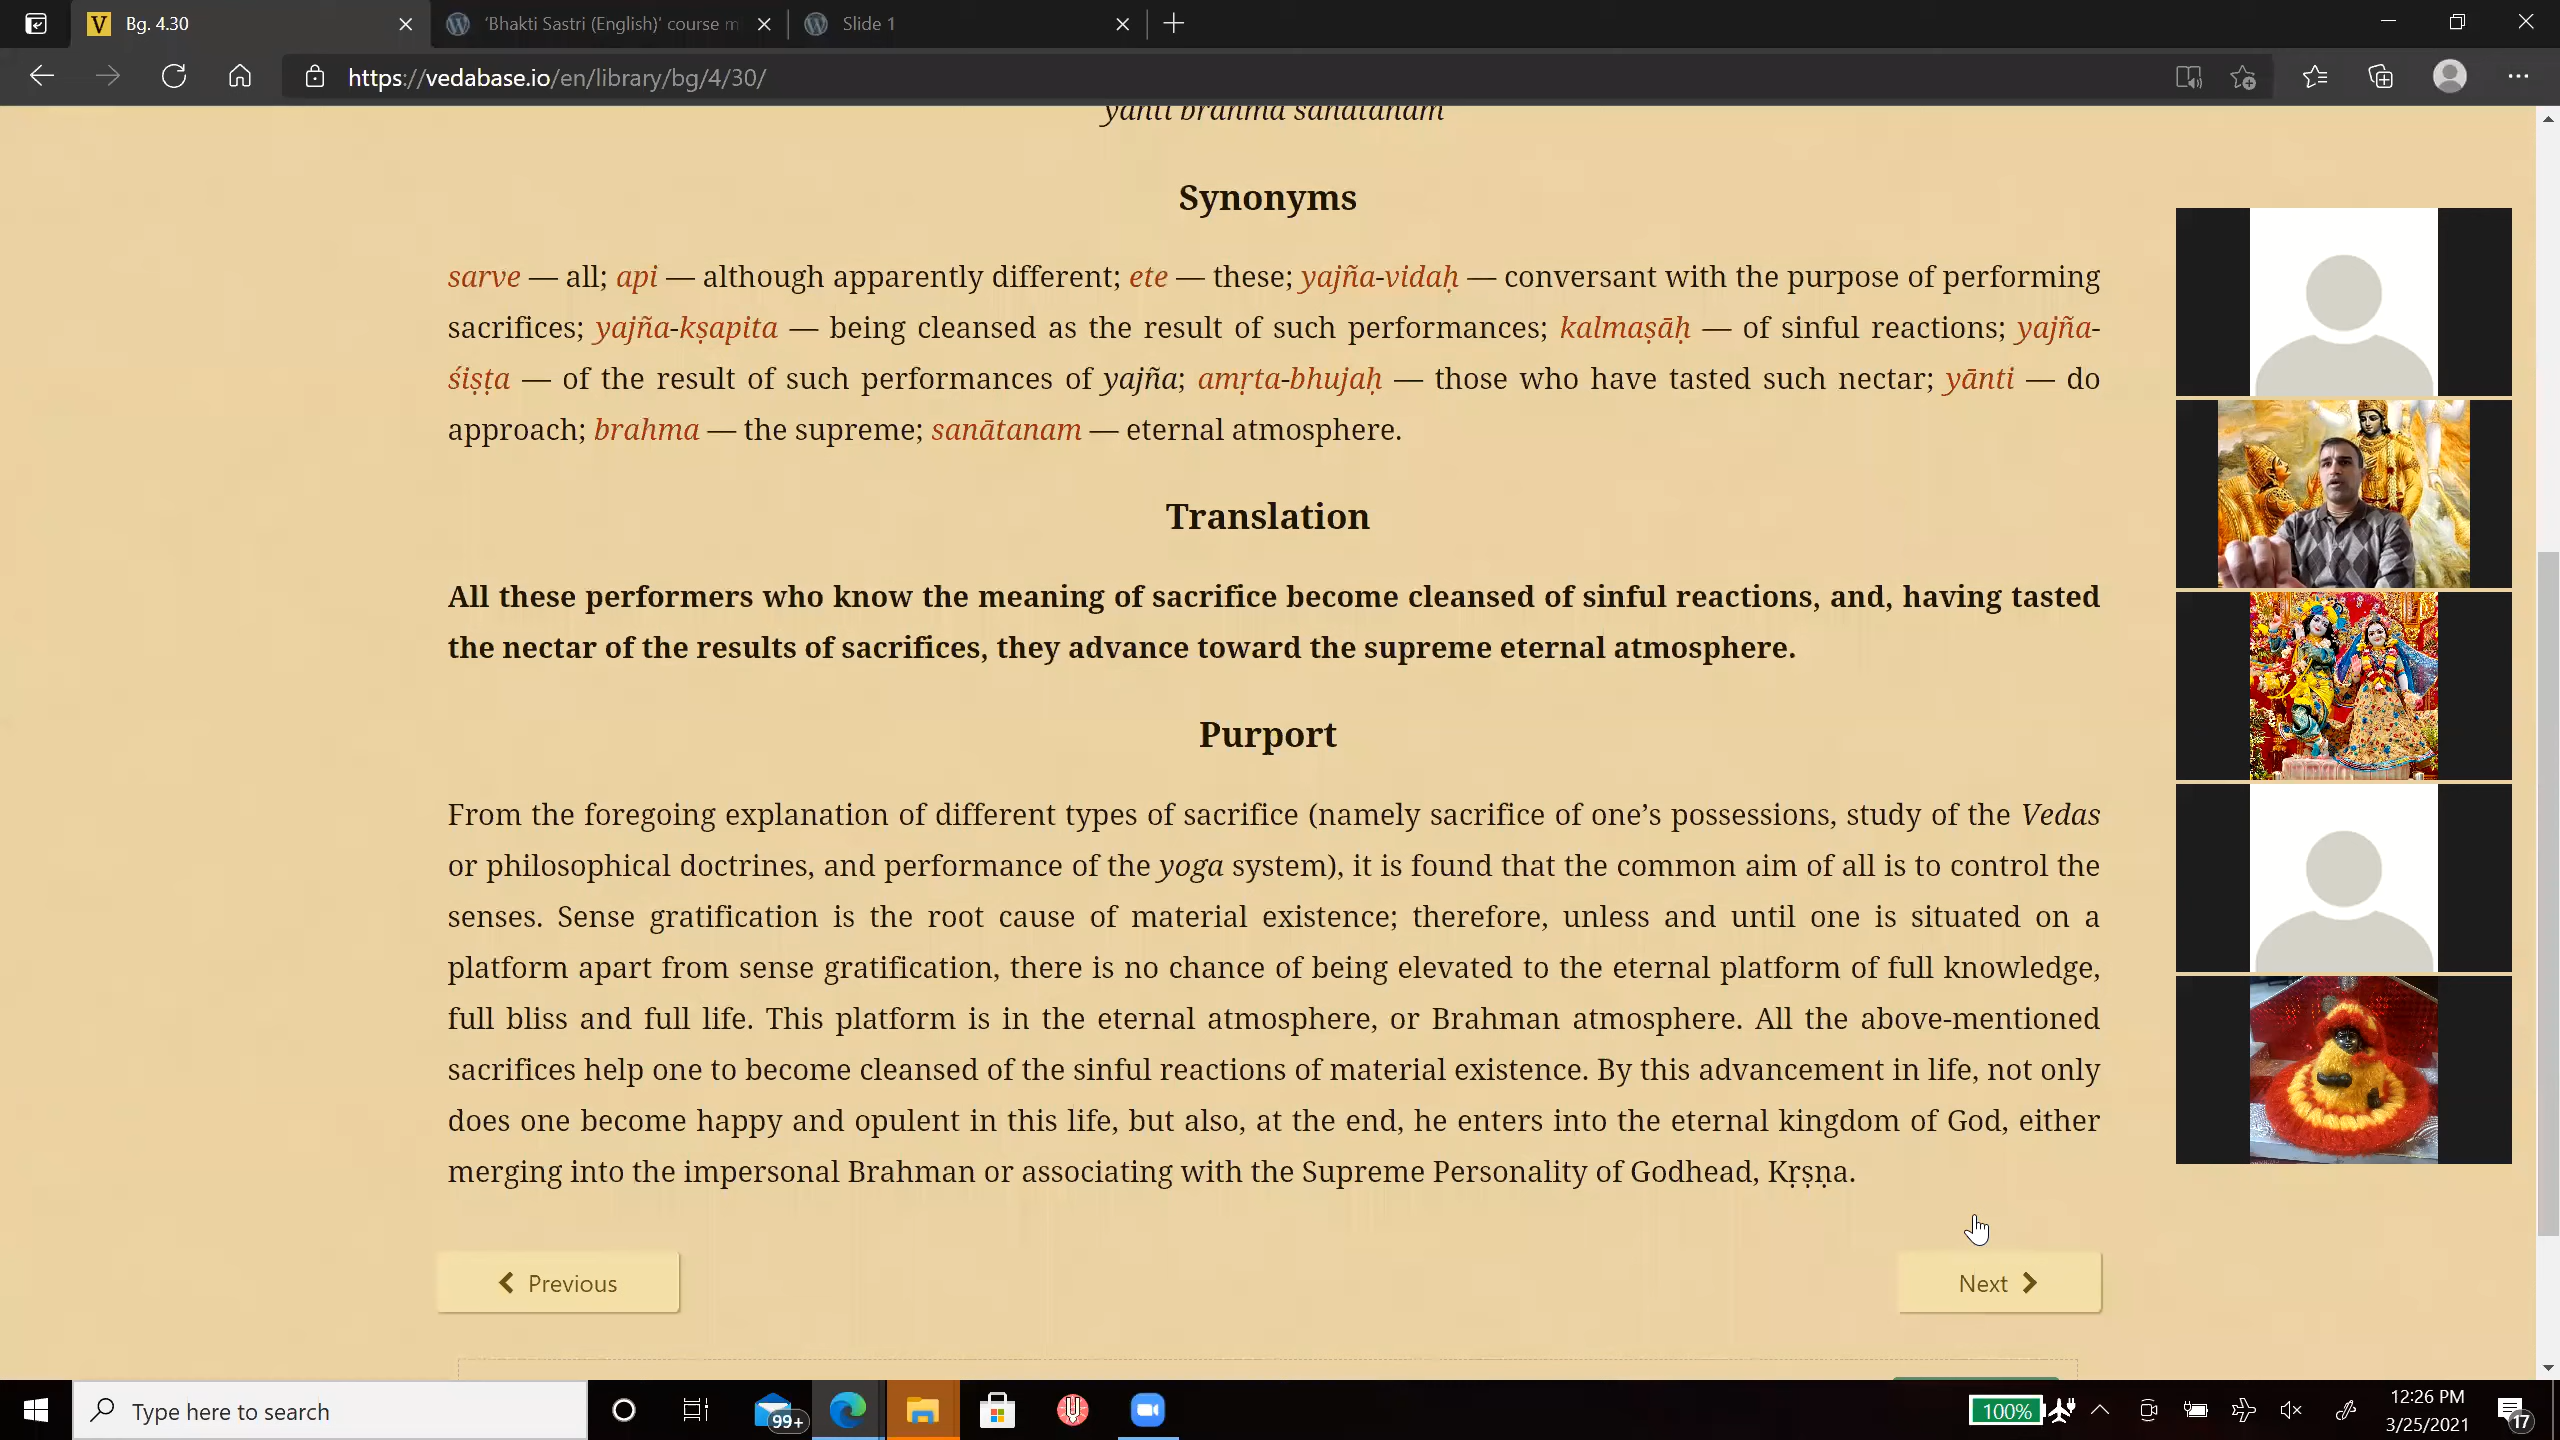 Bg. 4.30
'Bhakti Sastri (English)' course m
Slide 1
https://vedabase.io/en/library/bg/4/30/
yānti brahma sanātanam
Synonyms
sarve — all; api — although apparently different; ete — these; yajña-vidaḥ — conversant with the purpose of performing
sacrifices; yajña-kṣapita — being cleansed as the result of such performances; kalmaṣāḥ — of sinful reactions; yajña-
śiṣṭa — of the result of such performances of yajña; amṛta-bhujaḥ — those who have tasted such nectar; yānti — do
approach; brahma — the supreme; sanātanam — eternal atmosphere.
Translation
All these performers who know the meaning of sacrifice become cleansed of sinful reactions, and, having tasted
the nectar of the results of sacrifices, they advance toward the supreme eternal atmosphere.
Purport
From the foregoing explanation of different types of sacrifice (namely sacrifice of one’s possessions, study of the Vedas
or philosophical doctrines, and performance of the yoga system), it is found that the common aim of all is to control the
senses. Sense gratification is the root cause of material existence; therefore, unless and until one is situated on a
platform apart from sense gratification, there is no chance of being elevated to the eternal platform of full knowledge,
full bliss and full life. This platform is in the eternal atmosphere, or Brahman atmosphere. All the above-mentioned
sacrifices help one to become cleansed of the sinful reactions of material existence. By this advancement in life, not only
does one become happy and opulent in this life, but also, at the end, he enters into the eternal kingdom of God, either
merging into the impersonal Brahman or associating with the Supreme Personality of Godhead, Kṛṣṇa.
Previous
Next
Type here to search
99+
100%
12:26 PM
3/25/2021
17